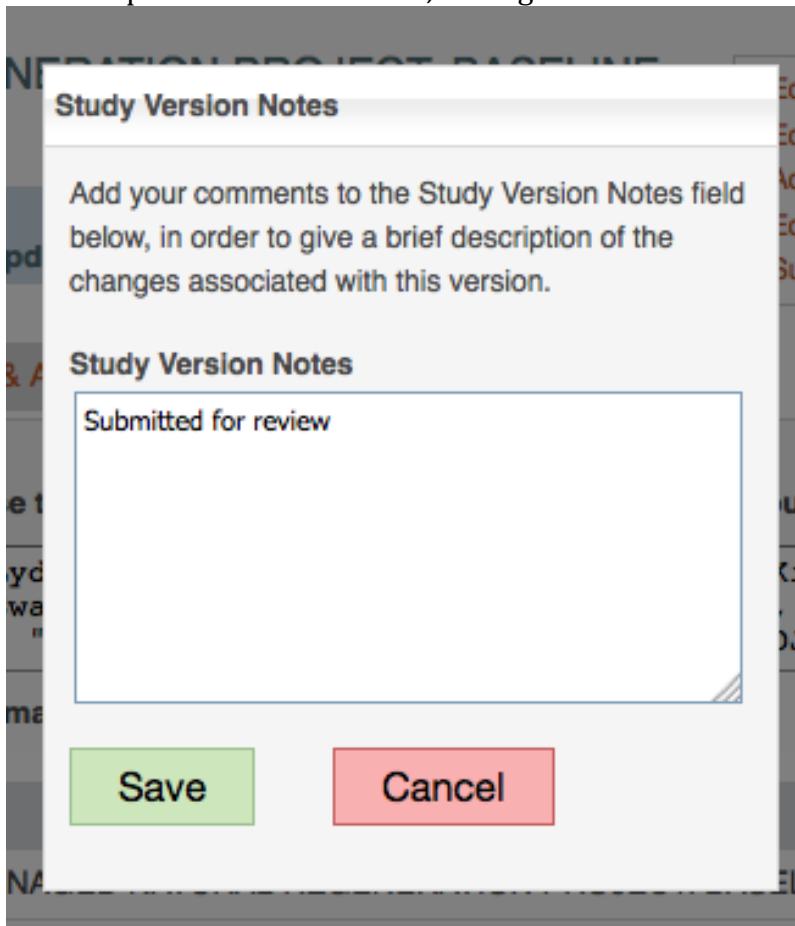 Study Version Notes
Add your comments to the Study Version Notes field
below, in order to give a brief description of the
changes associated with this version.
Study Version Notes
Submitted for review
Save
Cancel